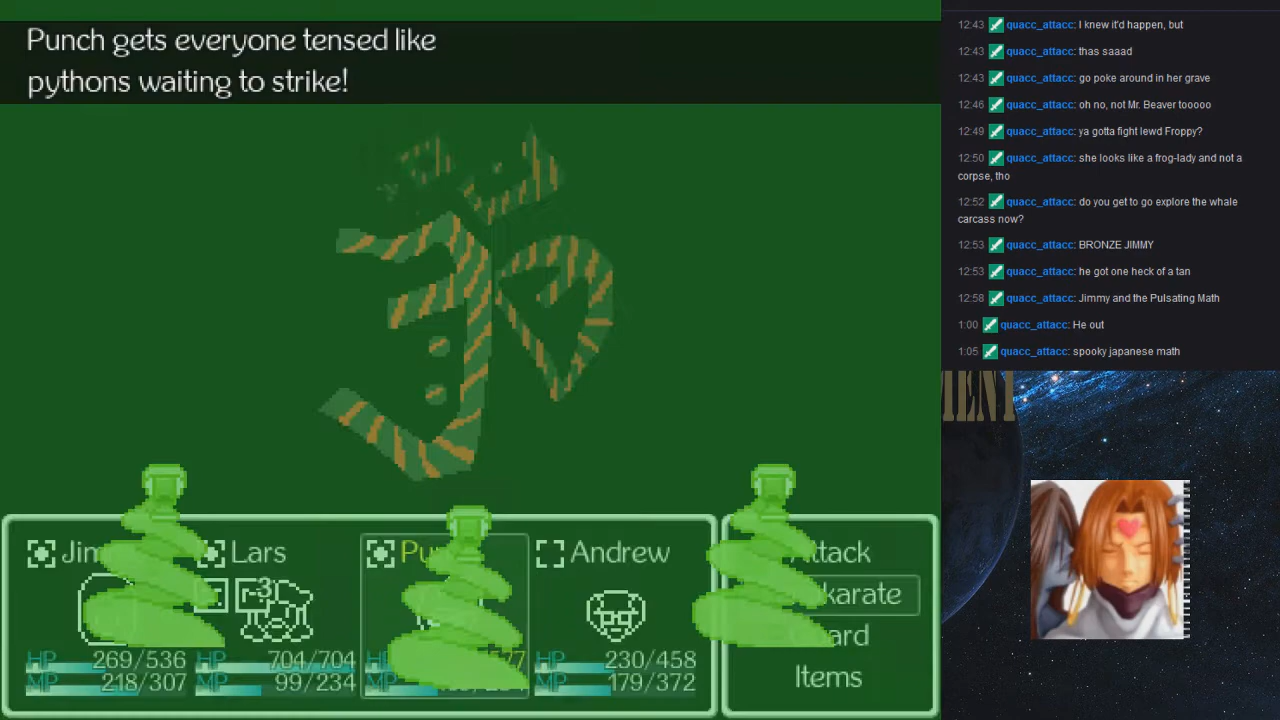 Punch gets everyone tensed like
pythons waiting to strike!
Lars
Andrew
Attack
Guard
Items
r-3
HP 269/536
MP 218/307
HP 704/704
MP 99/234
HP
MP
HP 230/458
MP 179/372
12:43 quacc_attacc: I knew it'd happen, but
12:43 quacc_attacc: thas saaad
12:43 quacc_attacc: go poke around in her grave
12:46 quacc_attacc: oh no, not Mr. Beaver tooooo
12:49 quacc_attacc: ya gotta fight lewd Froppy?
12:50 quacc_attacc: she looks like a frog-lady and not a
corpse, tho
12:52 quacc_attacc: do you get to go explore the whale
carcass now?
12:53 quacc_attacc: BRONZE JIMMY
12:53 quacc_attacc: he got one heck of a tan
12:58 quacc_attacc: Jimmy and the Pulsating Math
1:00 quacc_attacc: He out
1:05 quacc_attacc: spooky japanese math